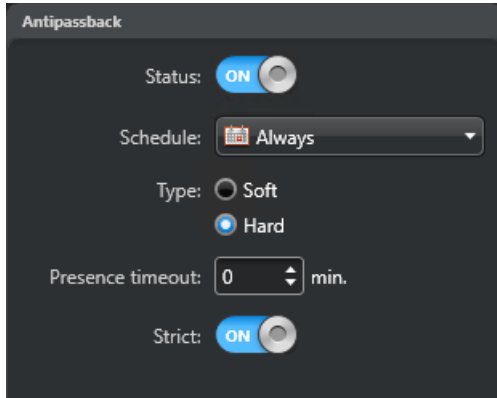 Antipassback
Status: ON
Schedule: Always
Type: Soft
Hard
Presence timeout: 0 min.
Strict: ON